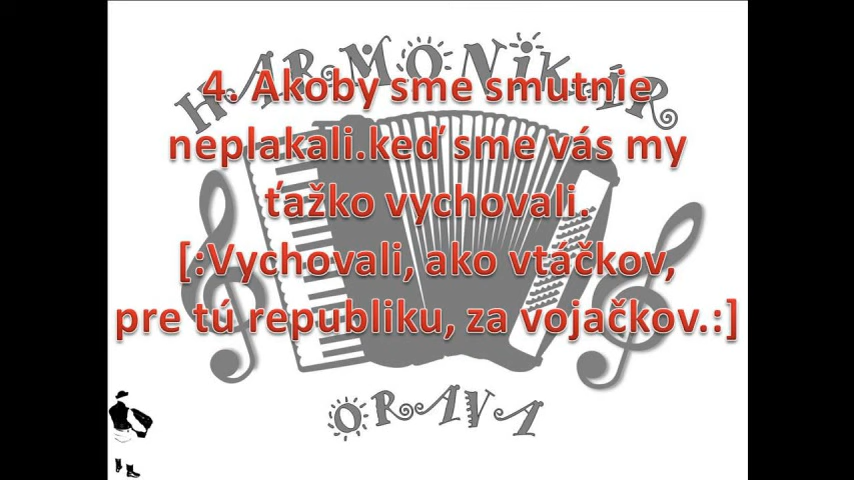 HARMONIKÁR
4. Akoby sme smutnie
neplakali.keď sme vás my
ťažko vychovali.
[:Vychovali, ako vtáčkov,
pre tú republiku, za vojačkov.:]
ORAVA